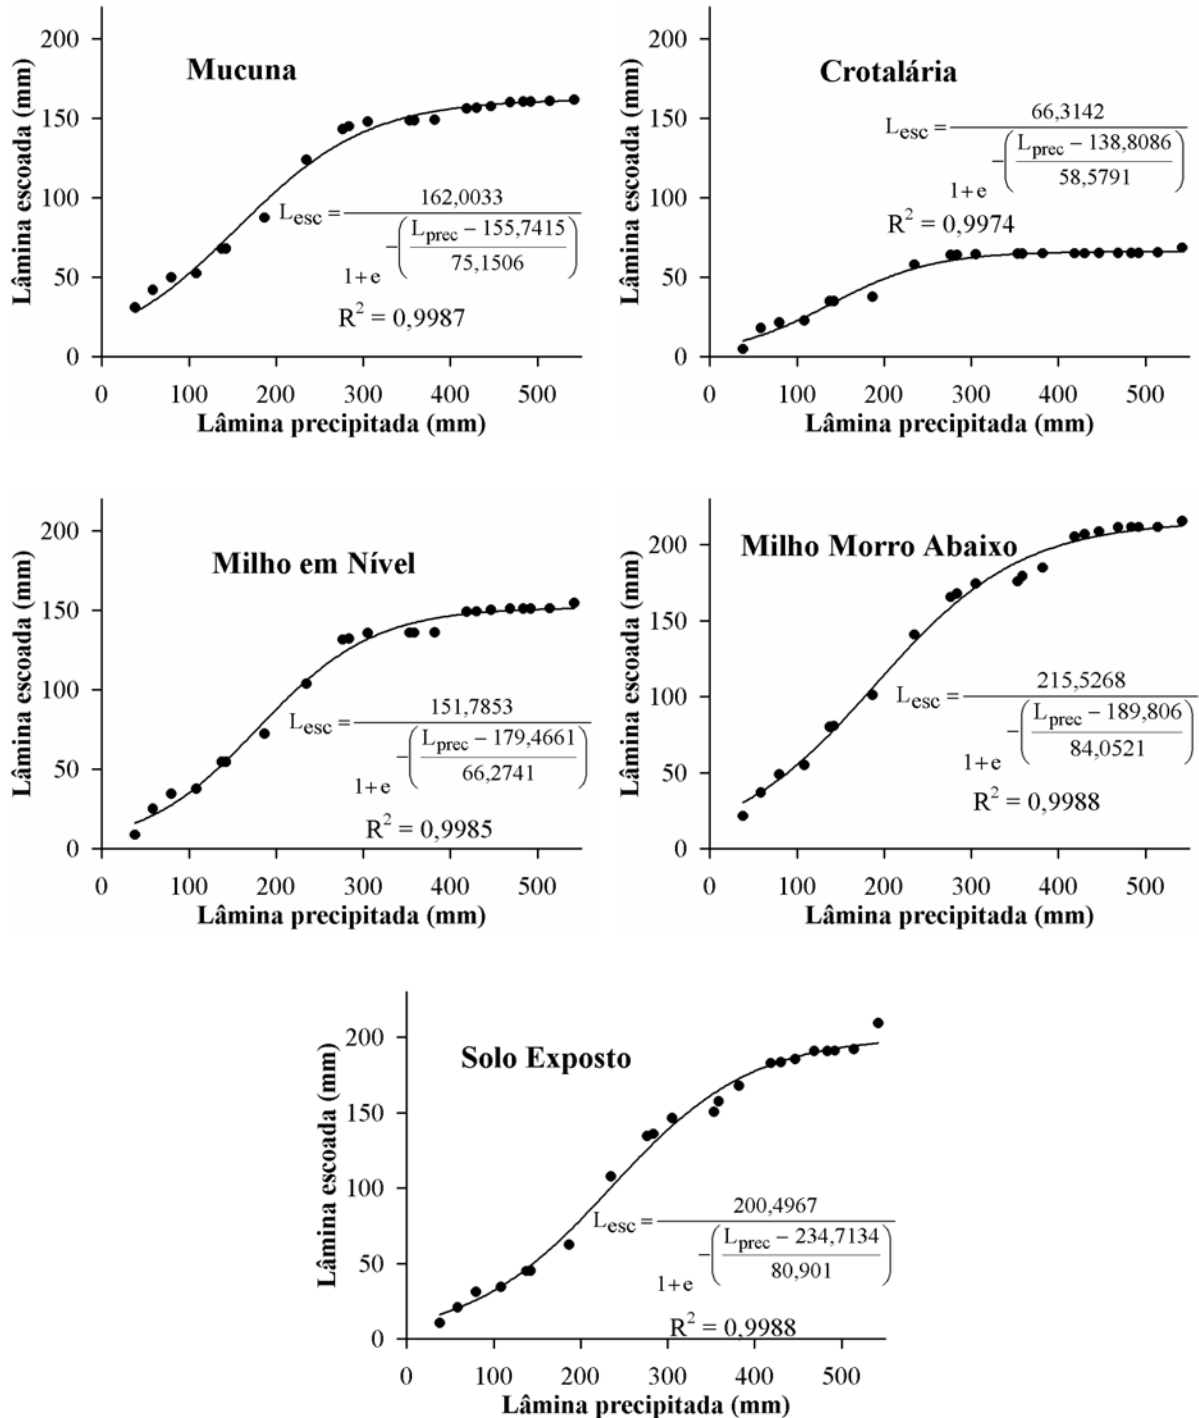 Mucuna
Lâmina escoada (mm)
200
150
100
50
0
L_esc = 162,0033 / (1+e^-((L_prec − 155,7415)/75,1506))
R² = 0,9987
0 100 200 300 400 500
Lâmina precipitada (mm)
Crotalária
Lâmina escoada (mm)
200
150
100
50
0
L_esc = 66,3142 / (1+e^-((L_prec − 138,8086)/58,5791))
R² = 0,9974
0 100 200 300 400 500
Lâmina precipitada (mm)
Milho em Nível
Lâmina escoada (mm)
200
150
100
50
0
L_esc = 151,7853 / (1+e^-((L_prec − 179,4661)/66,2741))
R² = 0,9985
0 100 200 300 400 500
Lâmina precipitada (mm)
Milho Morro Abaixo
Lâmina escoada (mm)
200
150
100
50
0
L_esc = 215,5268 / (1+e^-((L_prec − 189,806)/84,0521))
R² = 0,9988
0 100 200 300 400 500
Lâmina precipitada (mm)
Solo Exposto
Lâmina escoada (mm)
200
150
100
50
0
L_esc = 200,4967 / (1+e^-((L_prec − 234,7134)/80,901))
R² = 0,9988
0 100 200 300 400 500
Lâmina precipitada (mm)